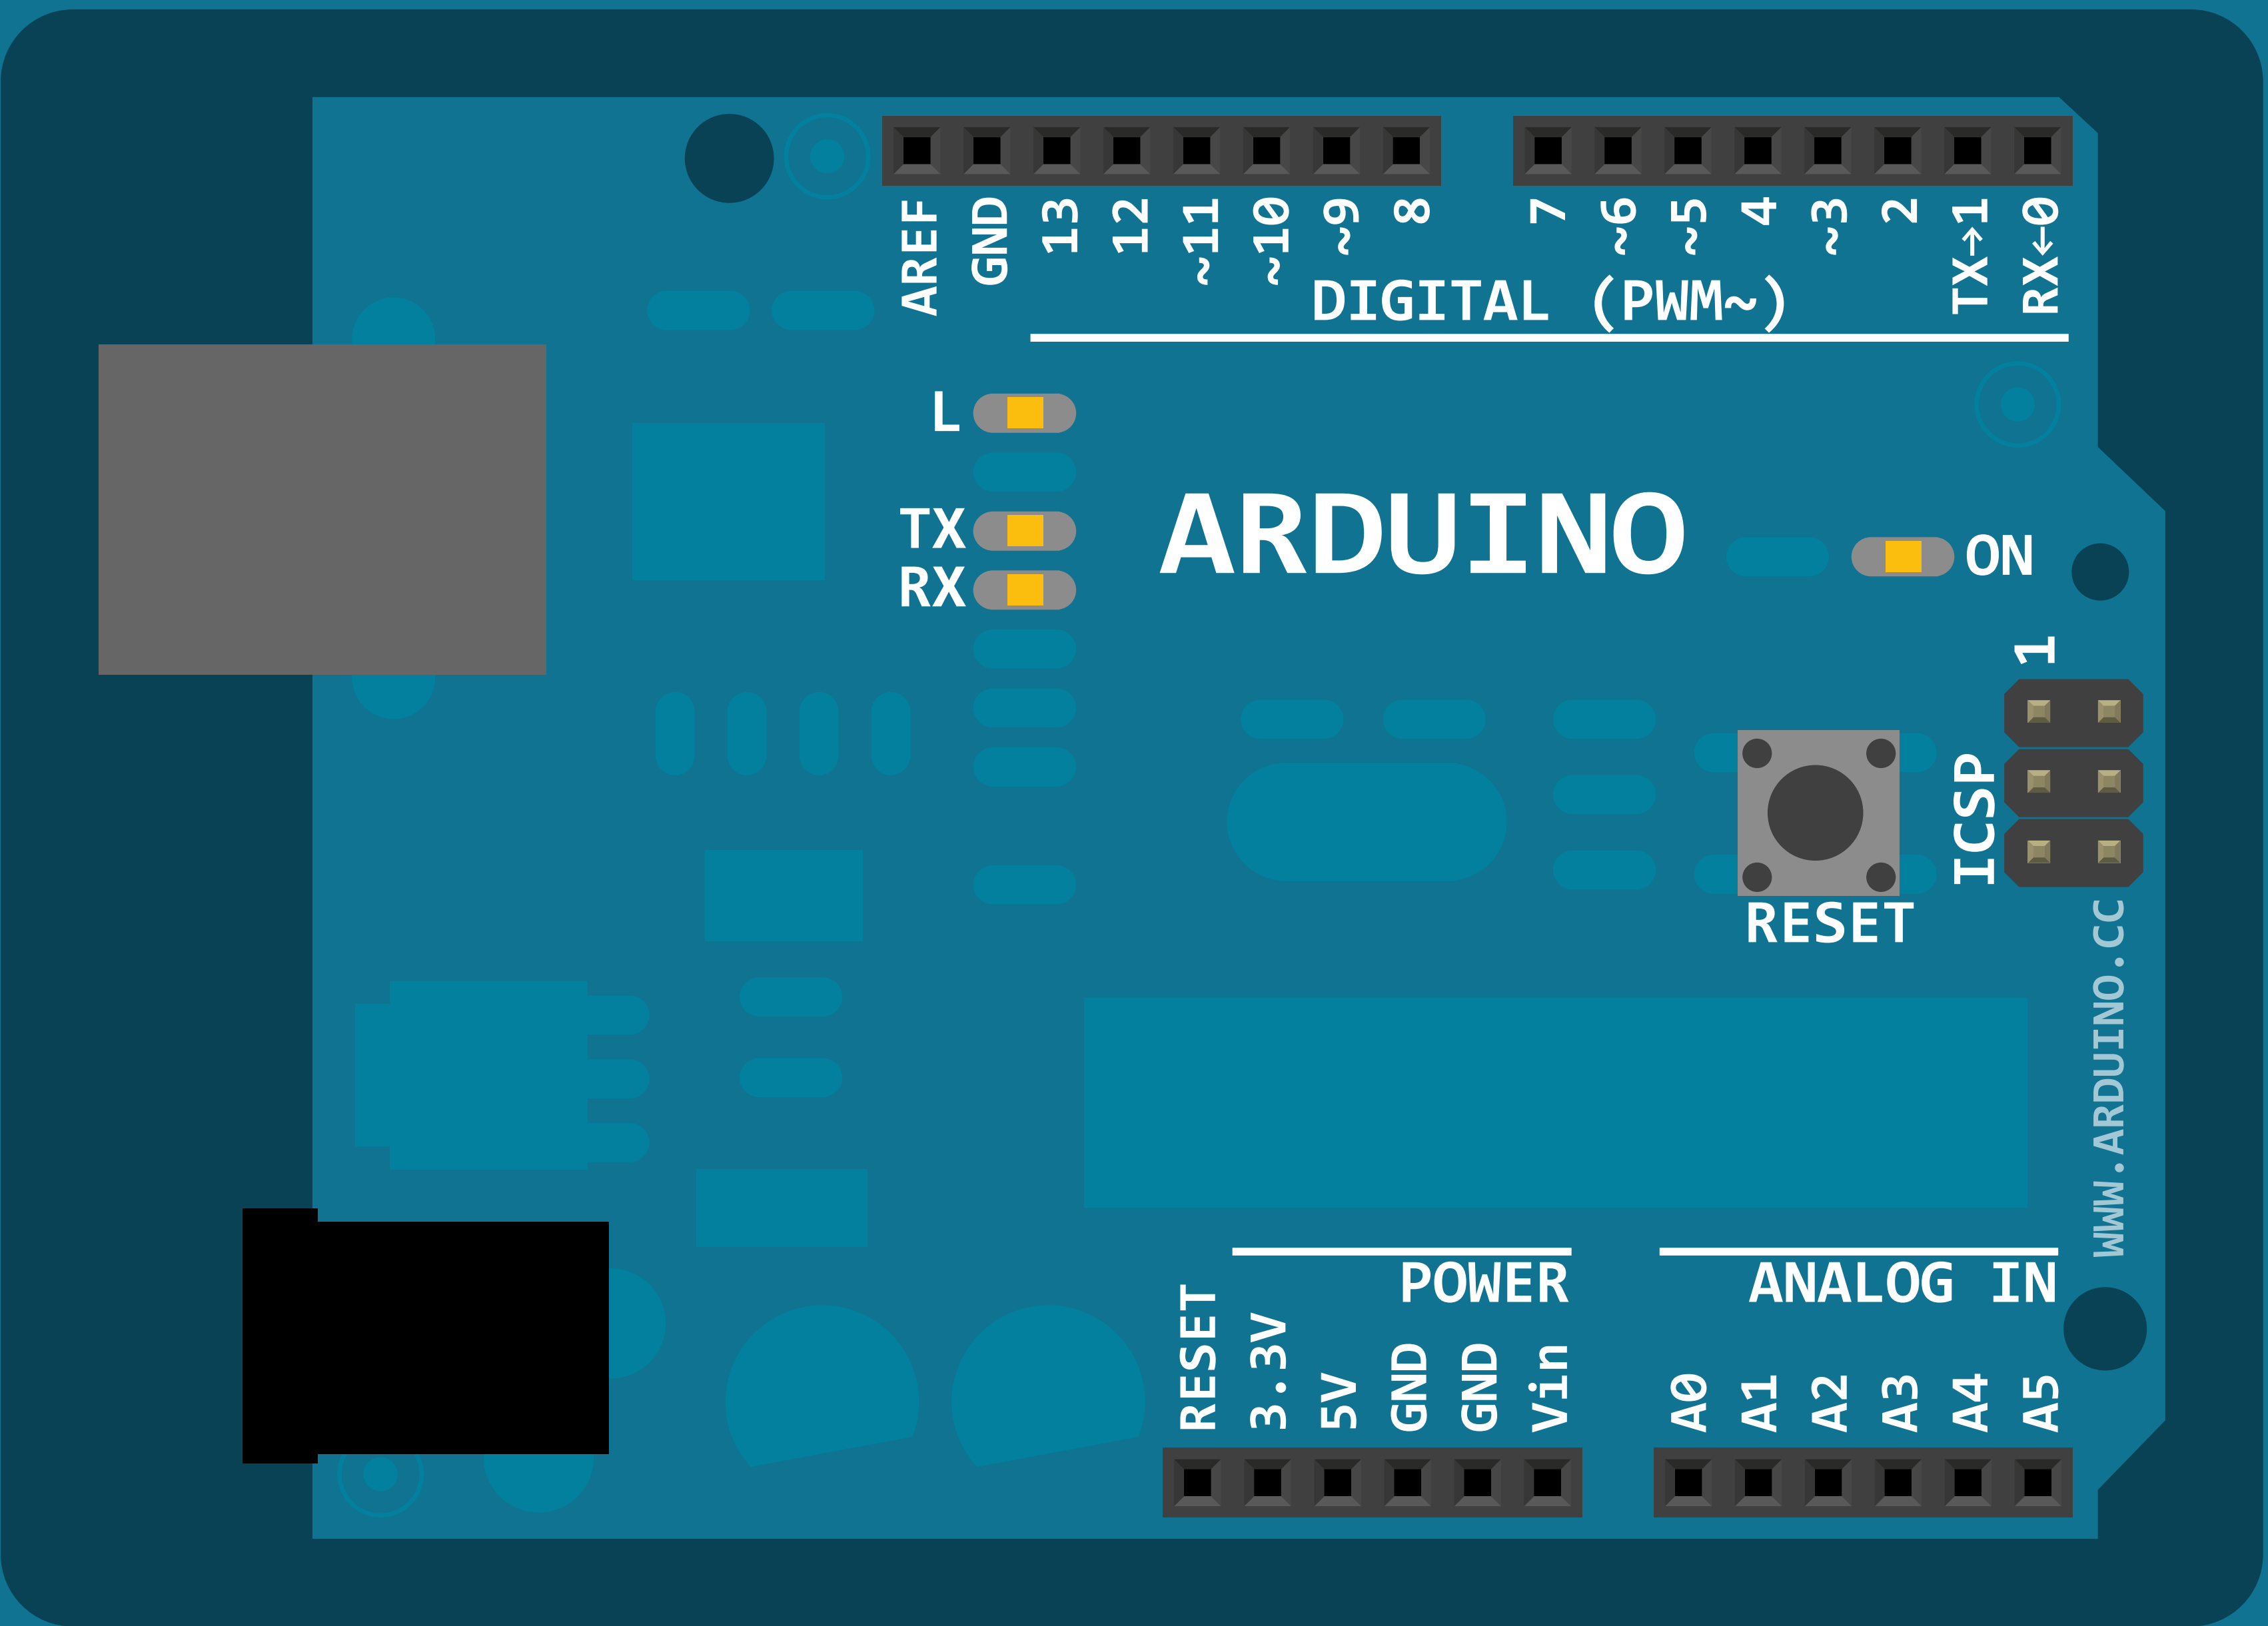 AREF
GND
13
12
~11
~10
~9
8
7
~6
~5
4
~3
2
TX→1
RX←0
DIGITAL (PWM~)
L
TX
RX
ARDUINO
ON
1
ICSP
RESET
WWW.ARDUINO.CC
POWER
ANALOG IN
RESET
3.3V
5V
GND
GND
Vin
A0
A1
A2
A3
A4
A5